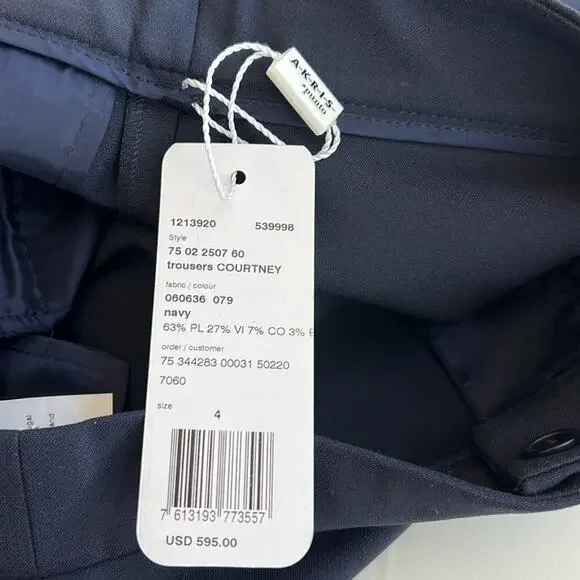 A-K-R-I-S-
-punto
1213920 539998
Style
75 02 2507 60
trousers COURTNEY
fabric / colour
060636 079
navy
63% PL 27% VI 7% CO 3% E
order / customer
75 344283 00031 50220
7060
size
4
7 613193 773557
USD 595.00